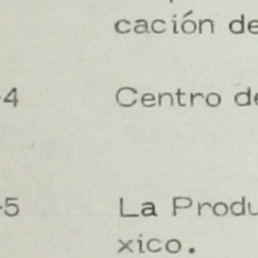 cación de
-4 Centro de
-5 La Produ
xico.